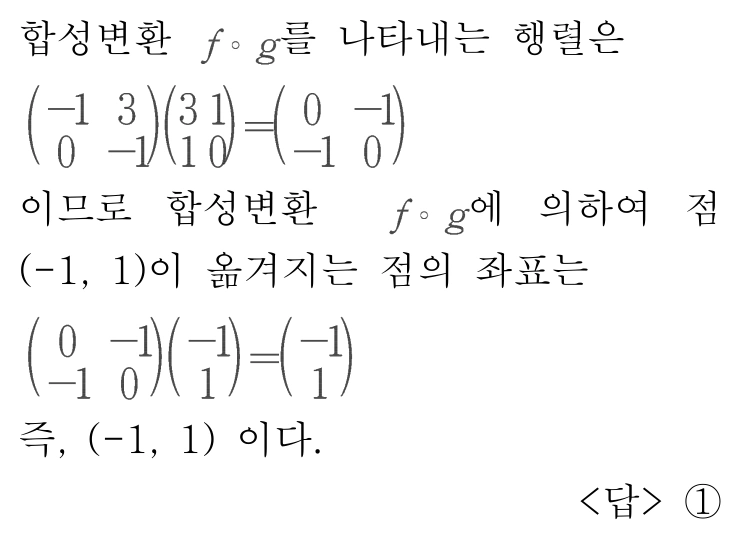 합성변환 f∘g를 나타내는 행렬은
(-1 3; 0 -1)(3 1; 1 0)=(0 -1; -1 0)
이므로 합성변환 f∘g에 의하여 점
(-1, 1)이 옮겨지는 점의 좌표는
(0 -1; -1 0)(-1; 1)=(-1; 1)
즉, (-1, 1) 이다.
<답> ①